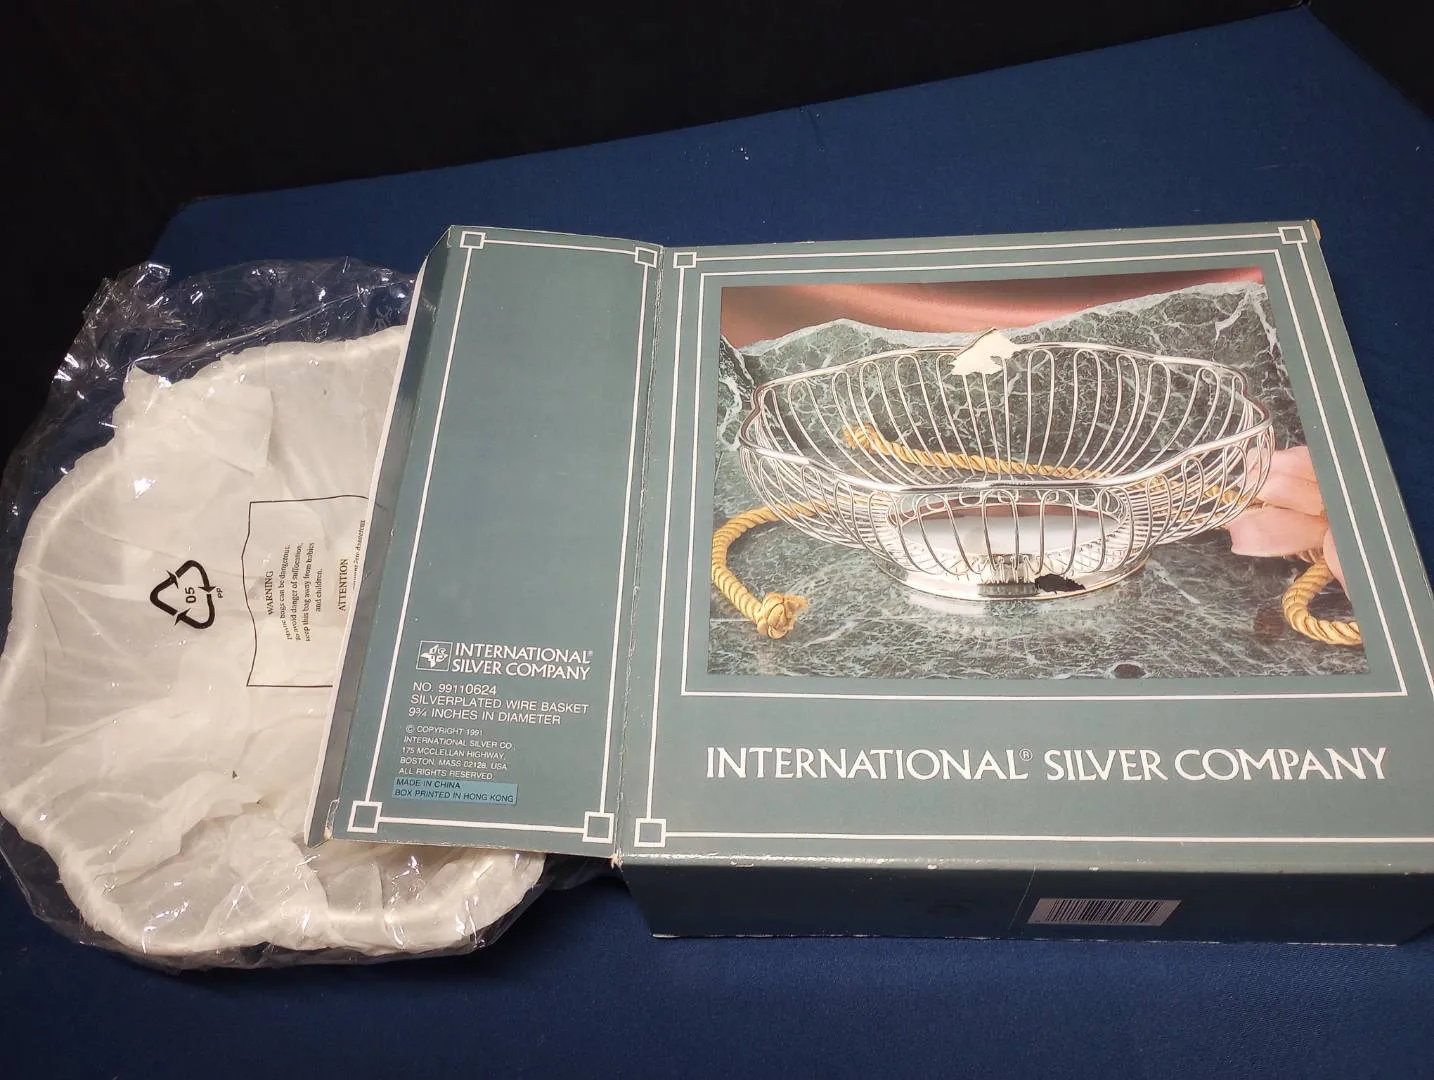 WARNING
bags can be dangerous.
to avoid danger of suffocation,
keep this bag away from babies
and children.
ATTENTION
05
PP
INTERNATIONAL®
SILVER COMPANY
NO. 99110624
SILVERPLATED WIRE BASKET
9¾ INCHES IN DIAMETER
© COPYRIGHT 1991
INTERNATIONAL SILVER CO.
175 MCCLELLAN HIGHWAY,
BOSTON, MASS 02128, USA
ALL RIGHTS RESERVED
MADE IN CHINA
BOX PRINTED IN HONG KONG
INTERNATIONAL® SILVER COMPANY